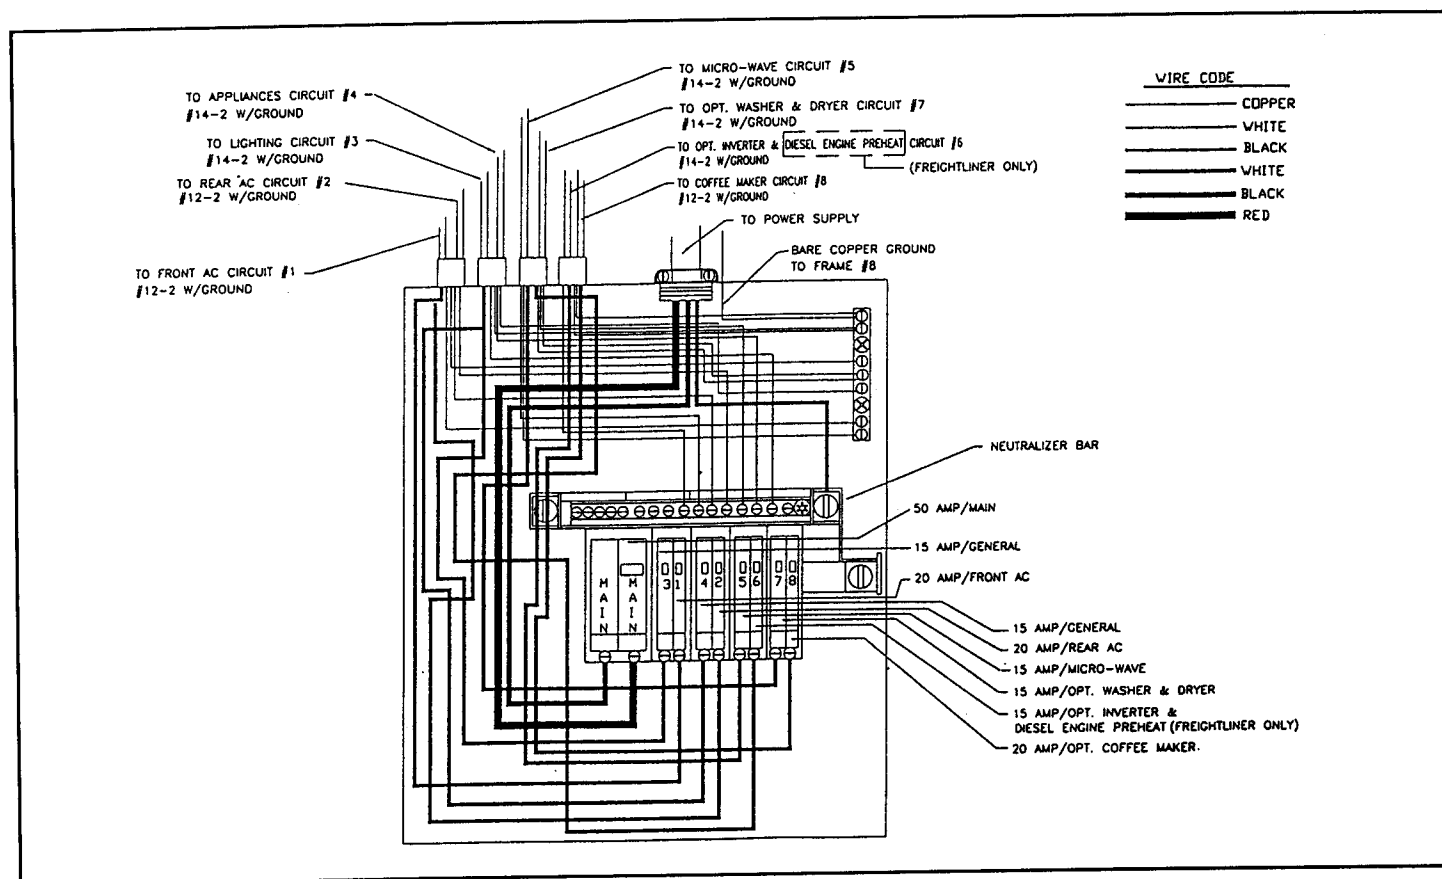 TO MICRO-WAVE CIRCUIT #5
#14-2 W/GROUND
TO APPLIANCES CIRCUIT #4
#14-2 W/GROUND
TO OPT. WASHER & DRYER CIRCUIT #7
#14-2 W/GROUND
TO LIGHTING CIRCUIT #3
#14-2 W/GROUND
TO OPT. INVERTER & DIESEL ENGINE PREHEAT CIRCUIT #6
#14-2 W/GROUND
(FREIGHTLINER ONLY)
TO REAR AC CIRCUIT #2
#12-2 W/GROUND
TO COFFEE MAKER CIRCUIT #8
#12-2 W/GROUND
TO POWER SUPPLY
BARE COPPER GROUND
TO FRAME #8
TO FRONT AC CIRCUIT #1
#12-2 W/GROUND
WIRE CODE
COPPER
WHITE
BLACK
WHITE
BLACK
RED
NEUTRALIZER BAR
50 AMP/MAIN
15 AMP/GENERAL
20 AMP/FRONT AC
MAIN
MAIN
3 1 4 2 5 6 7 8
15 AMP/GENERAL
20 AMP/REAR AC
15 AMP/MICRO-WAVE
15 AMP/OPT. WASHER & DRYER
15 AMP/OPT. INVERTER &
DIESEL ENGINE PREHEAT (FREIGHTLINER ONLY)
20 AMP/OPT. COFFEE MAKER.